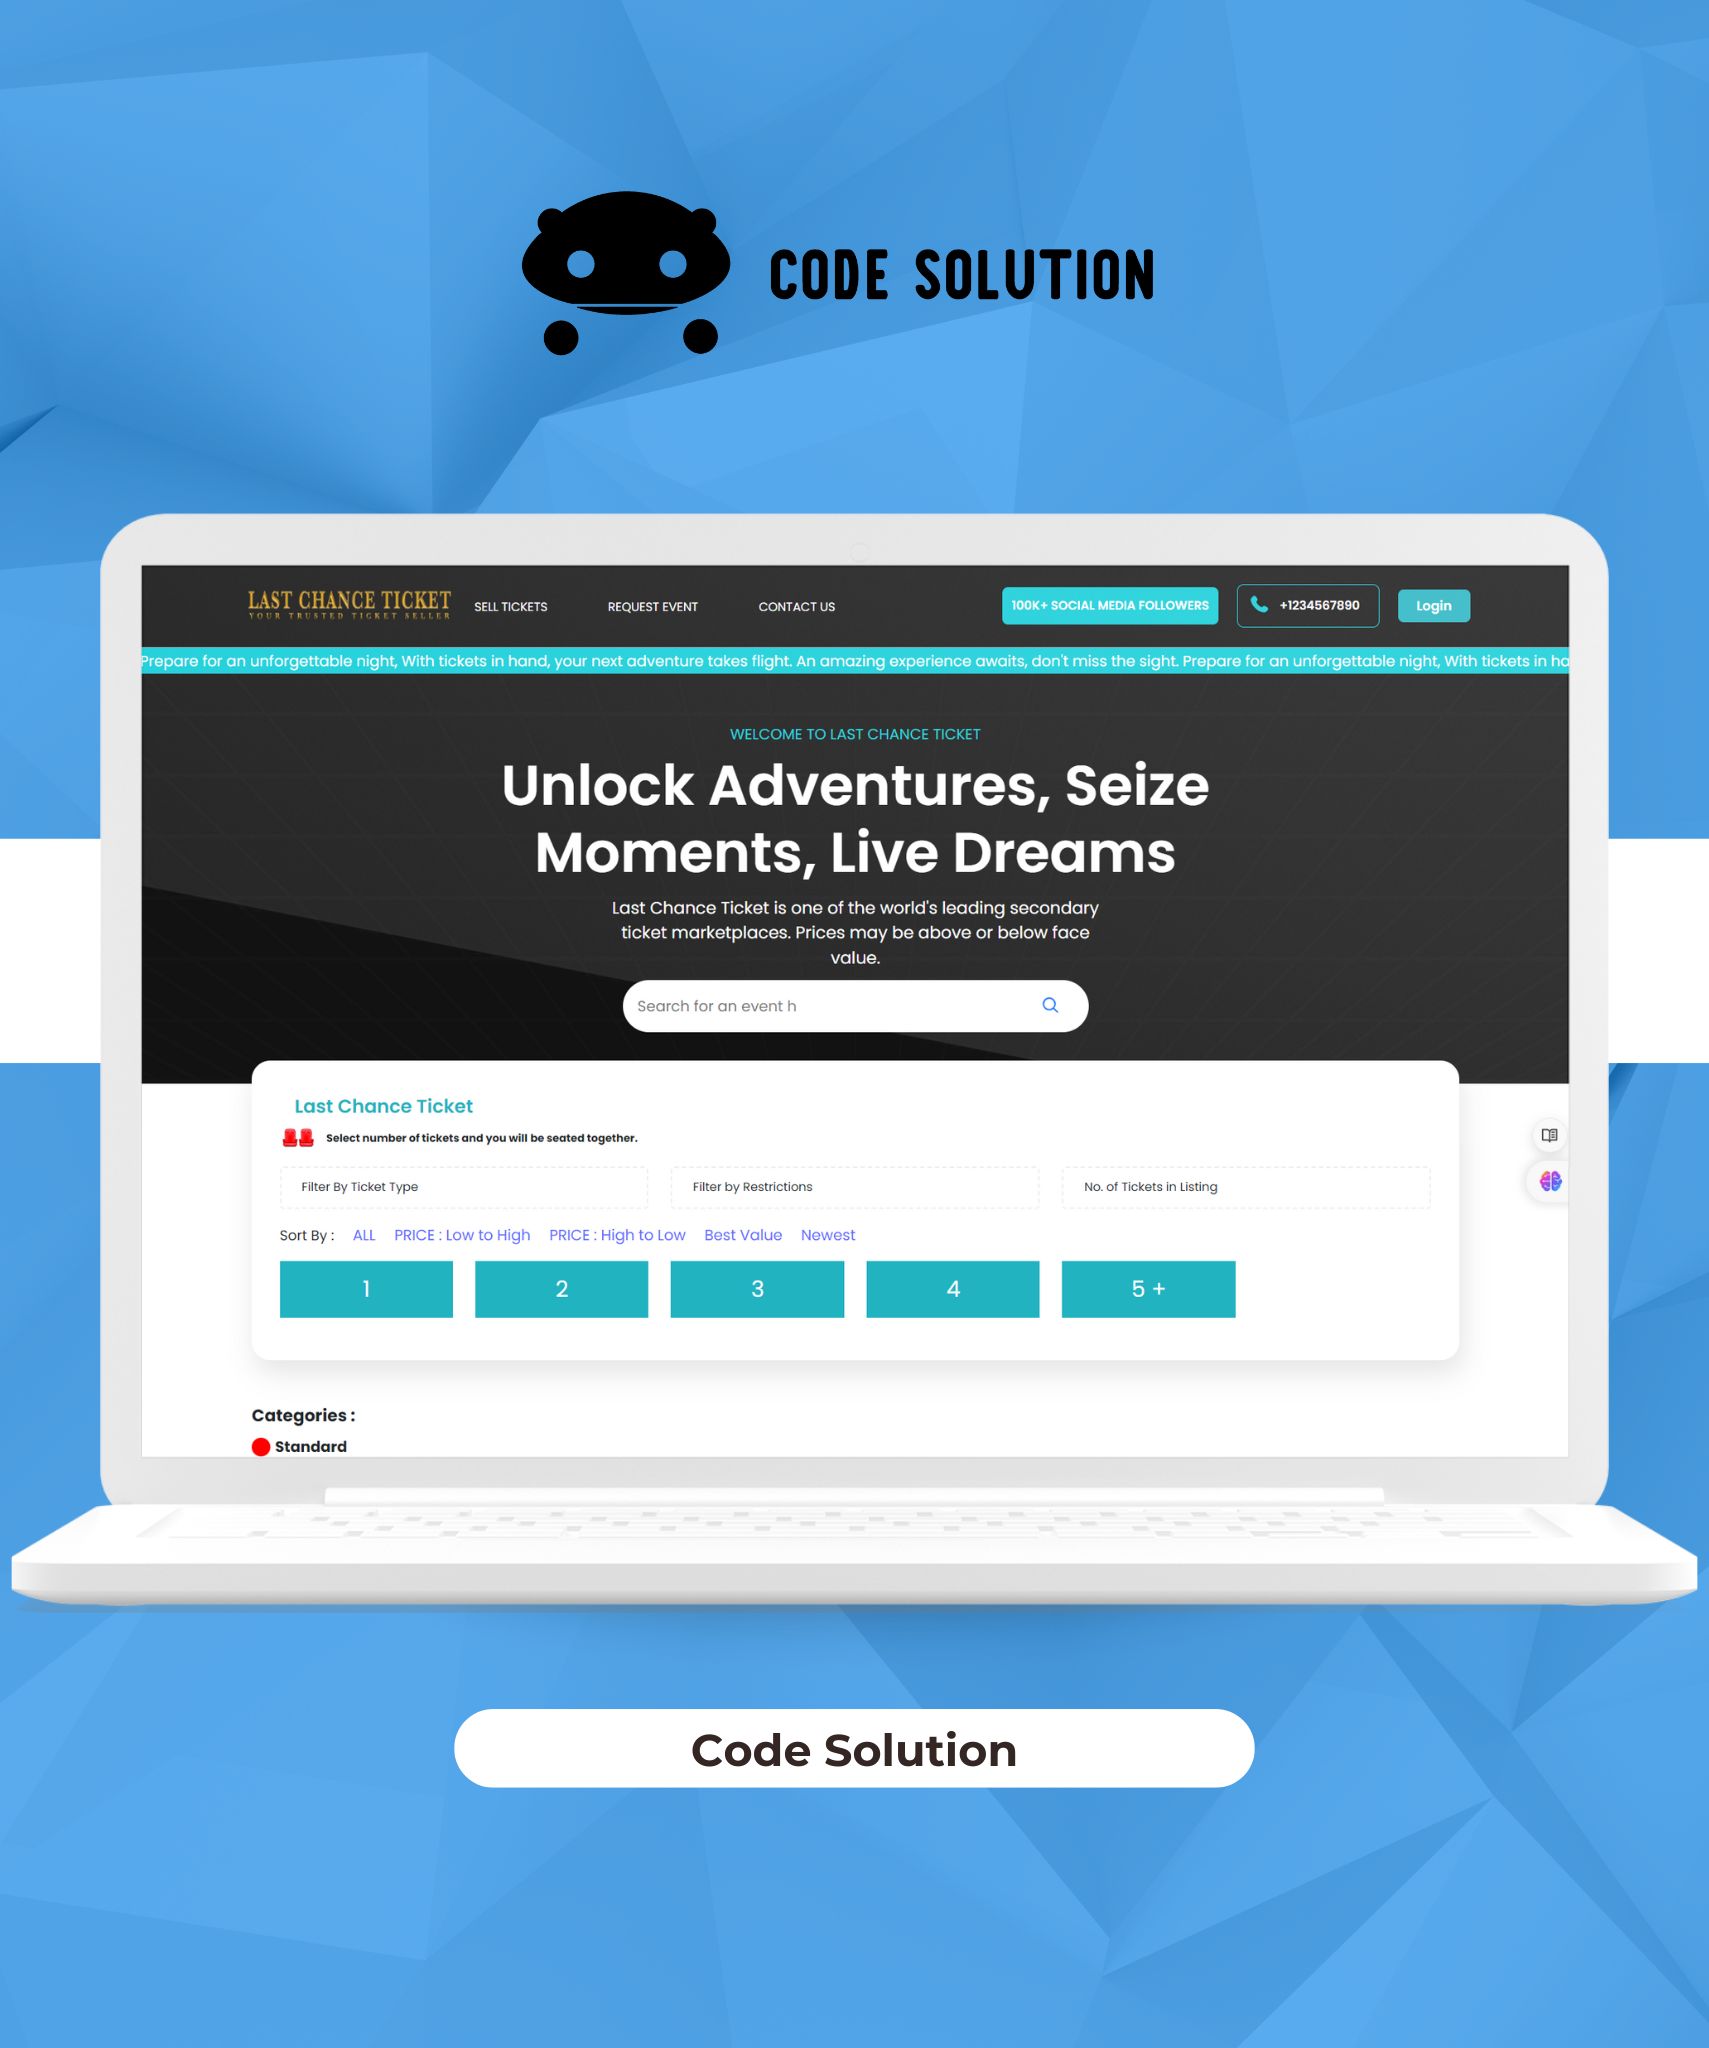 CODE SOLUTION
LAST CHANCE TICKET
YOUR TRUSTED TICKET SELLER
SELL TICKETS
REQUEST EVENT
CONTACT US
100K+ SOCIAL MEDIA FOLLOWERS
+1234567890
Login
Prepare for an unforgettable night, With tickets in hand, your next adventure takes flight. An amazing experience awaits, don't miss the sight. Prepare for an unforgettable night, With tickets in ha
WELCOME TO LAST CHANCE TICKET
Unlock Adventures, Seize
Moments, Live Dreams
Last Chance Ticket is one of the world's leading secondary
ticket marketplaces. Prices may be above or below face
value.
Search for an event h
Last Chance Ticket
Select number of tickets and you will be seated together.
Filter By Ticket Type
Filter by Restrictions
No. of Tickets in Listing
Sort By : ALL PRICE : Low to High PRICE : High to Low Best Value Newest
1 2 3 4 5 +
Categories :
Standard
Code Solution